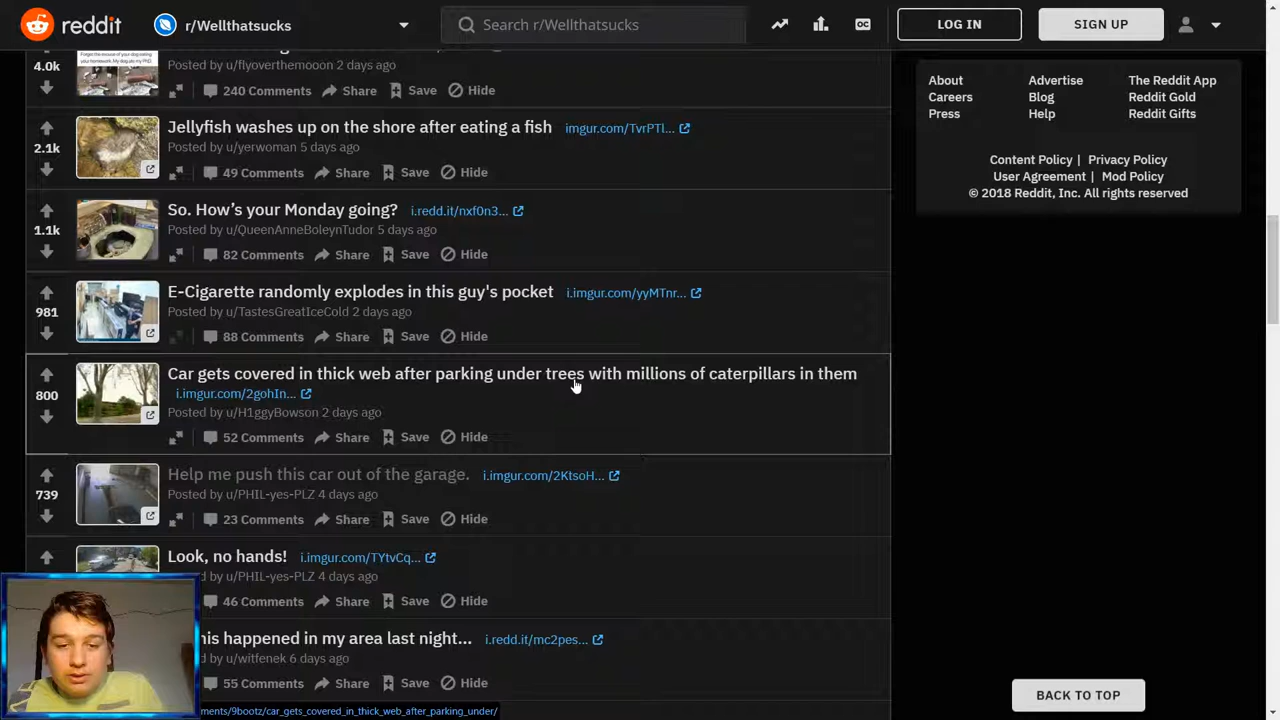 reddit
r/Wellthatsucks
Search r/Wellthatsucks
LOG IN
SIGN UP
4.0k
2 days ago
240 Comments Share Save Hide
2.1k
Jellyfish washes up on the shore after eating a fish imgur.com/TvrPTl...
Posted by u/yerwoman 5 days ago
49 Comments Share Save Hide
1.1k
So. How's your Monday going? i.redd.it/nxf0n3...
Posted by u/QueenAnneBoleynTudor 5 days ago
82 Comments Share Save Hide
981
E-Cigarette randomly explodes in this guy's pocket i.imgur.com/yyMTnr...
Posted by u/TastesGreatIceCold 2 days ago
88 Comments Share Save Hide
800
Car gets covered in thick web after parking under trees with millions of caterpillars in them
i.imgur.com/2gohIn...
Posted by u/H1ggyBowson 2 days ago
52 Comments Share Save Hide
739
Help me push this car out of the garage. i.imgur.com/2KtsoH...
Posted by u/PHIL-yes-PLZ 4 days ago
23 Comments Share Save Hide
Look, no hands! i.imgur.com/TYtvCq...
by u/PHIL-yes-PLZ 4 days ago
46 Comments Share Save Hide
his happened in my area last night... i.redd.it/mc2pes...
by u/witfenek 6 days ago
55 Comments Share Save Hide
ments/9bootz/car_gets_covered_in_thick_web_after_parking_under/
About Advertise The Reddit App
Careers Blog Reddit Gold
Press Help Reddit Gifts
Content Policy | Privacy Policy
User Agreement | Mod Policy
© 2018 Reddit, Inc. All rights reserved
BACK TO TOP